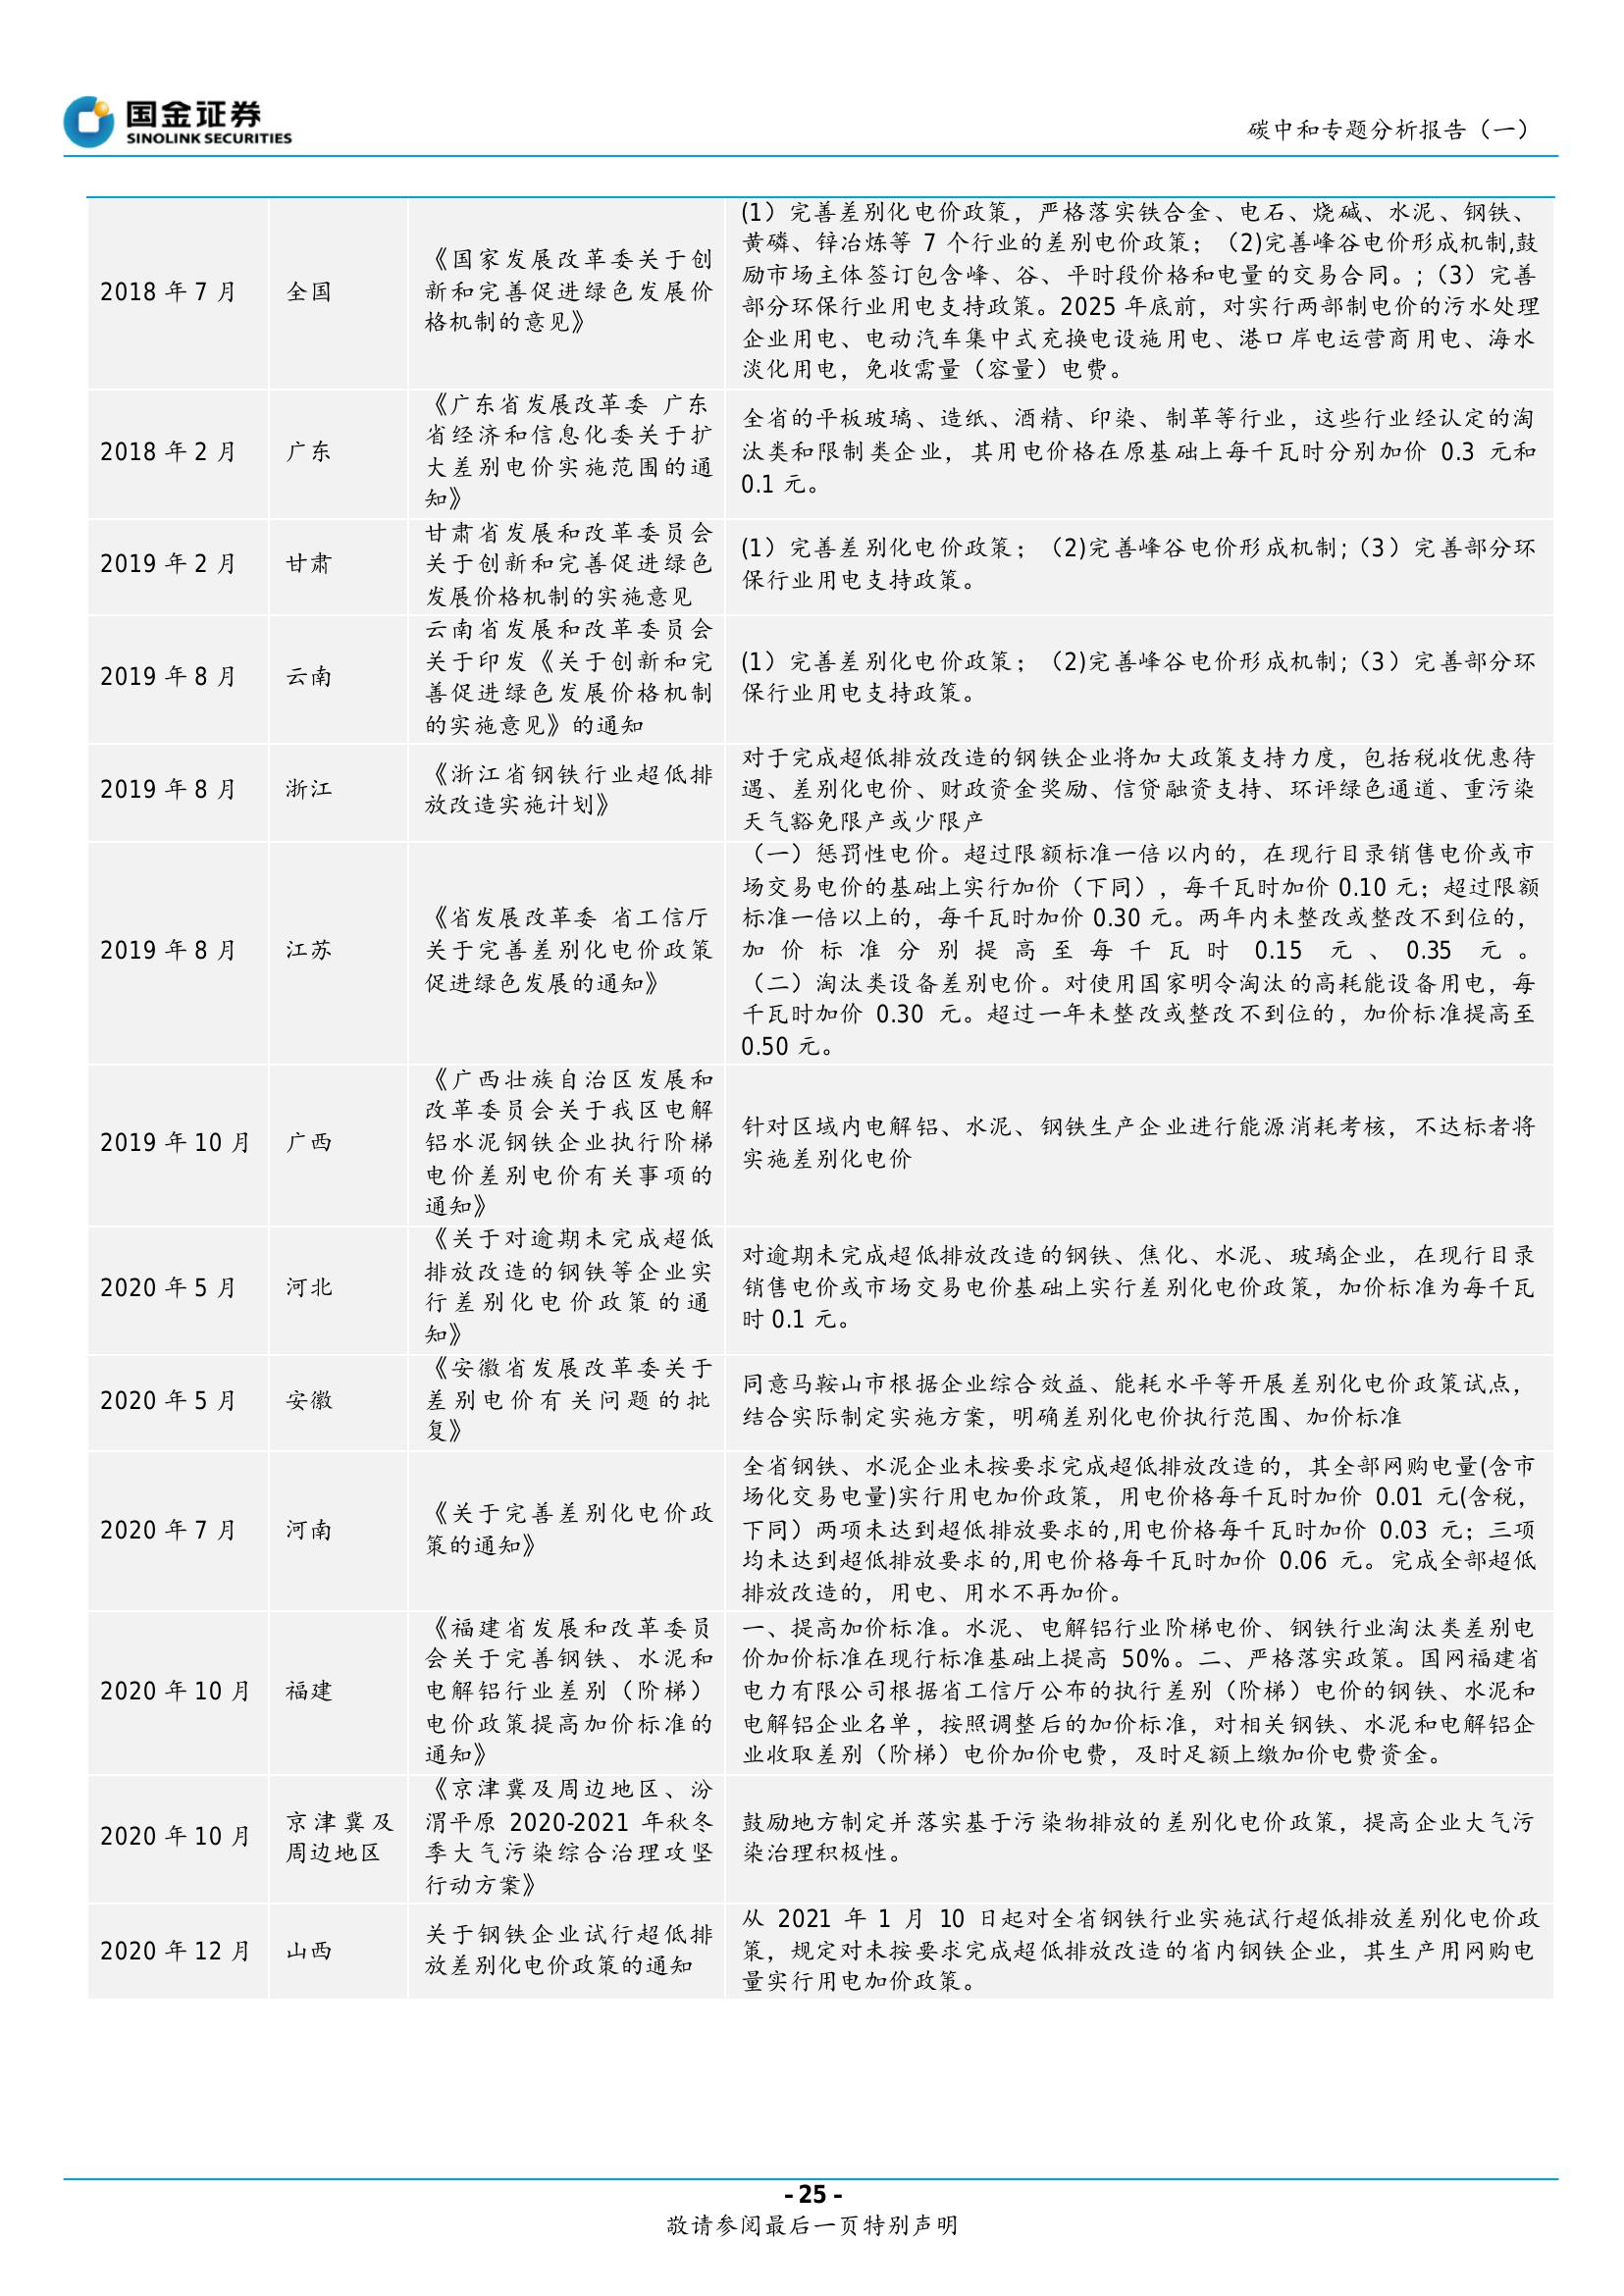 国金证券
SINOLINK SECURITIES
碳中和专题分析报告（一）
2018 年 7 月
全国
《国家发展改革委关于创
新和完善促进绿色发展价
格机制的意见》
(1）完善差别化电价政策，严格落实铁合金、电石、烧碱、水泥、钢铁、
黄磷、锌冶炼等 7 个行业的差别电价政策；（2)完善峰谷电价形成机制,鼓
励市场主体签订包含峰、谷、平时段价格和电量的交易合同。;（3）完善
部分环保行业用电支持政策。2025 年底前，对实行两部制电价的污水处理
企业用电、电动汽车集中式充换电设施用电、港口岸电运营商用电、海水
淡化用电，免收需量（容量）电费。
2018 年 2 月
广东
《广东省发展改革委 广东
省经济和信息化委关于扩
大差别电价实施范围的通
知》
全省的平板玻璃、造纸、酒精、印染、制革等行业，这些行业经认定的淘
汰类和限制类企业，其用电价格在原基础上每千瓦时分别加价 0.3 元和
0.1 元。
2019 年 2 月
甘肃
甘肃省发展和改革委员会
关于创新和完善促进绿色
发展价格机制的实施意见
(1）完善差别化电价政策；（2)完善峰谷电价形成机制;（3）完善部分环
保行业用电支持政策。
2019 年 8 月
云南
云南省发展和改革委员会
关于印发《关于创新和完
善促进绿色发展价格机制
的实施意见》的通知
(1）完善差别化电价政策；（2)完善峰谷电价形成机制;（3）完善部分环
保行业用电支持政策。
2019 年 8 月
浙江
《浙江省钢铁行业超低排
放改造实施计划》
对于完成超低排放改造的钢铁企业将加大政策支持力度，包括税收优惠待
遇、差别化电价、财政资金奖励、信贷融资支持、环评绿色通道、重污染
天气豁免限产或少限产
2019 年 8 月
江苏
《省发展改革委 省工信厅
关于完善差别化电价政策
促进绿色发展的通知》
（一）惩罚性电价。超过限额标准一倍以内的，在现行目录销售电价或市
场交易电价的基础上实行加价（下同），每千瓦时加价 0.10 元；超过限额
标准一倍以上的，每千瓦时加价 0.30 元。两年内未整改或整改不到位的，
加价标准分别提高至每千瓦时 0.15 元、0.35 元。
（二）淘汰类设备差别电价。对使用国家明令淘汰的高耗能设备用电，每
千瓦时加价 0.30 元。超过一年未整改或整改不到位的，加价标准提高至
0.50 元。
2019 年 10 月
广西
《广西壮族自治区发展和
改革委员会关于我区电解
铝水泥钢铁企业执行阶梯
电价差别电价有关事项的
通知》
针对区域内电解铝、水泥、钢铁生产企业进行能源消耗考核，不达标者将
实施差别化电价
2020 年 5 月
河北
《关于对逾期未完成超低
排放改造的钢铁等企业实
行差别化电价政策的通
知》
对逾期未完成超低排放改造的钢铁、焦化、水泥、玻璃企业，在现行目录
销售电价或市场交易电价基础上实行差别化电价政策，加价标准为每千瓦
时 0.1 元。
2020 年 5 月
安徽
《安徽省发展改革委关于
差别电价有关问题的批
复》
同意马鞍山市根据企业综合效益、能耗水平等开展差别化电价政策试点，
结合实际制定实施方案，明确差别化电价执行范围、加价标准
2020 年 7 月
河南
《关于完善差别化电价政
策的通知》
全省钢铁、水泥企业未按要求完成超低排放改造的，其全部网购电量(含市
场化交易电量)实行用电加价政策，用电价格每千瓦时加价 0.01 元(含税，
下同）两项未达到超低排放要求的,用电价格每千瓦时加价 0.03 元；三项
均未达到超低排放要求的,用电价格每千瓦时加价 0.06 元。完成全部超低
排放改造的，用电、用水不再加价。
2020 年 10 月
福建
《福建省发展和改革委员
会关于完善钢铁、水泥和
电解铝行业差别（阶梯）
电价政策提高加价标准的
通知》
一、提高加价标准。水泥、电解铝行业阶梯电价、钢铁行业淘汰类差别电
价加价标准在现行标准基础上提高 50%。二、严格落实政策。国网福建省
电力有限公司根据省工信厅公布的执行差别（阶梯）电价的钢铁、水泥和
电解铝企业名单，按照调整后的加价标准，对相关钢铁、水泥和电解铝企
业收取差别（阶梯）电价加价电费，及时足额上缴加价电费资金。
2020 年 10 月
京津冀及
周边地区
《京津冀及周边地区、汾
渭平原 2020-2021 年秋冬
季大气污染综合治理攻坚
行动方案》
鼓励地方制定并落实基于污染物排放的差别化电价政策，提高企业大气污
染治理积极性。
2020 年 12 月
山西
关于钢铁企业试行超低排
放差别化电价政策的通知
从 2021 年 1 月 10 日起对全省钢铁行业实施试行超低排放差别化电价政
策，规定对未按要求完成超低排放改造的省内钢铁企业，其生产用网购电
量实行用电加价政策。
- 25 -
敬请参阅最后一页特别声明